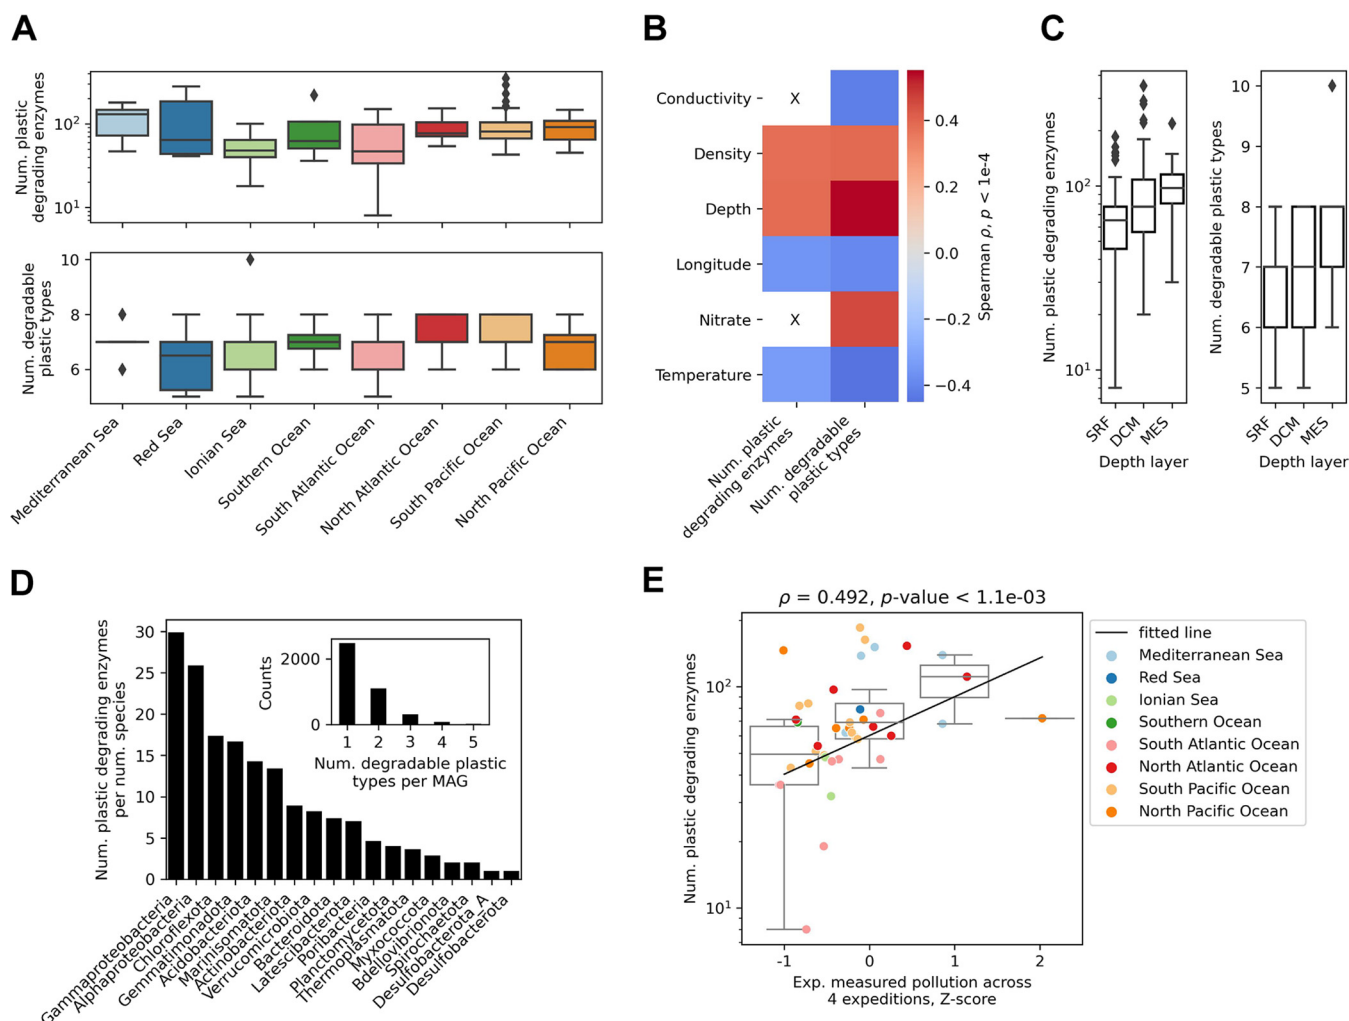 A
Num. plastic
degrading enzymes
10²
10¹
Num. degradable
plastic types
10
8
6
Mediterranean Sea
Red Sea
Ionian Sea
Southern Ocean
South Atlantic Ocean
North Atlantic Ocean
South Pacific Ocean
North Pacific Ocean
B
Conductivity
Density
Depth
Longitude
Nitrate
Temperature
X
X
Num. plastic
degrading enzymes
Num. degradable
plastic types
0.4
0.2
0.0
−0.2
−0.4
Spearman ρ, p < 1e-4
C
Num. plastic degrading enzymes
10²
10¹
SRF
DCM
MES
Depth layer
Num. degradable plastic types
10
9
8
7
6
5
SRF
DCM
MES
Depth layer
D
Num. plastic degrading enzymes
per num. species
30
25
20
15
10
5
0
Counts
2000
0
1 2 3 4 5
Num. degradable plastic
types per MAG
Gammaproteobacteria
Alphaproteobacteria
Chloroflexota
Gemmatimonadota
Acidobacteriota
Marinisomatota
Actinobacteriota
Verrucomicrobiota
Bacteroidota
Latescibacterota
Poribacteria
Planctomycetota
Thermoplasmatota
Myxococcota
Bdellovibrionota
Spirochaetota
Desulfobacterota_A
Desulfobacterota
E
ρ = 0.492, p-value < 1.1e-03
Num. plastic degrading enzymes
10²
10¹
-1 0 1 2
Exp. measured pollution across
4 expeditions, Z-score
fitted line
Mediterranean Sea
Red Sea
Ionian Sea
Southern Ocean
South Atlantic Ocean
North Atlantic Ocean
South Pacific Ocean
North Pacific Ocean